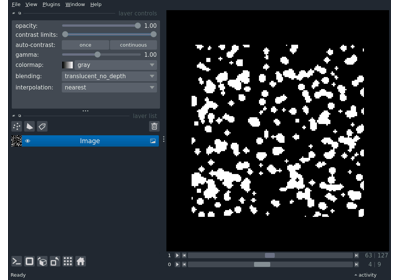 File View Plugins Window Help
layer controls
opacity: 1.00
contrast limits:
auto-contrast: once continuous
gamma: 1.00
colormap: gray
blending: translucent_no_depth
interpolation: nearest
layer list
Image
1 63 127
0 4 9
Ready activity